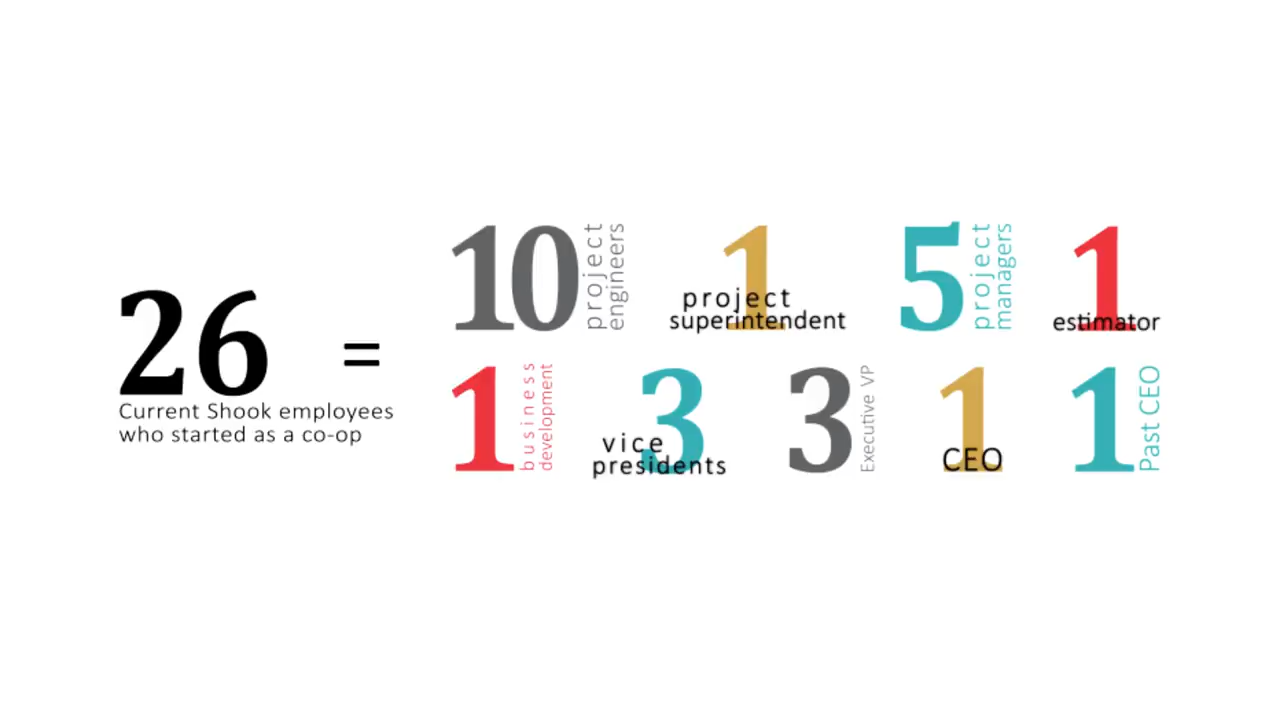 26
Current Shook employees
who started as a co-op
=
10
project
engineers
1
project
superintendent
5
project
managers
1
estimator
1
business
development
3
vice
presidents
3
Executive VP
1
CEO
1
Past CEO